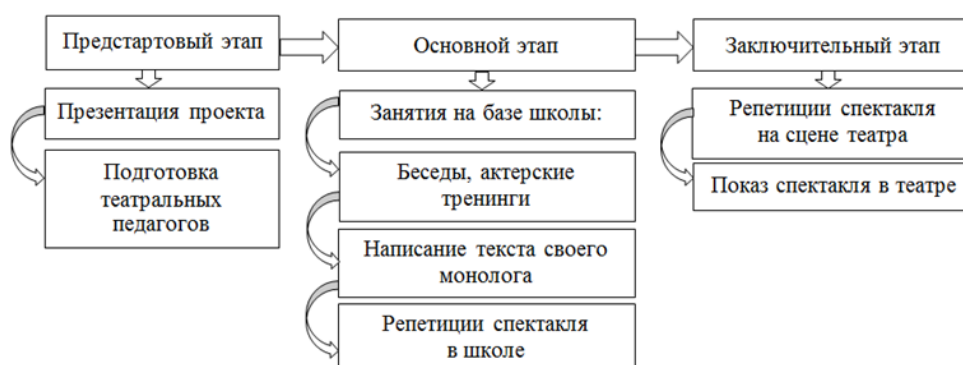 Предстартовый этап
Презентация проекта
Подготовка
театральных
педагогов
Основной этап
Занятия на базе школы:
Беседы, актерские
тренинги
Написание текста своего
монолога
Репетиции спектакля
в школе
Заключительный этап
Репетиции спектакля
на сцене театра
Показ спектакля в театре